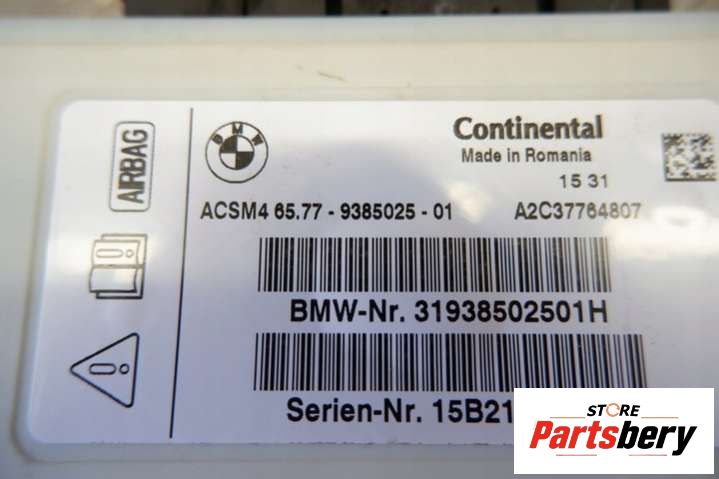 AIRBAG
BMW
Continental
Made in Romania
15 31
ACSM4 65.77 - 9385025 - 01 A2C37764807
BMW-Nr. 31938502501H
Serien-Nr. 15B21
STORE
Partsbery